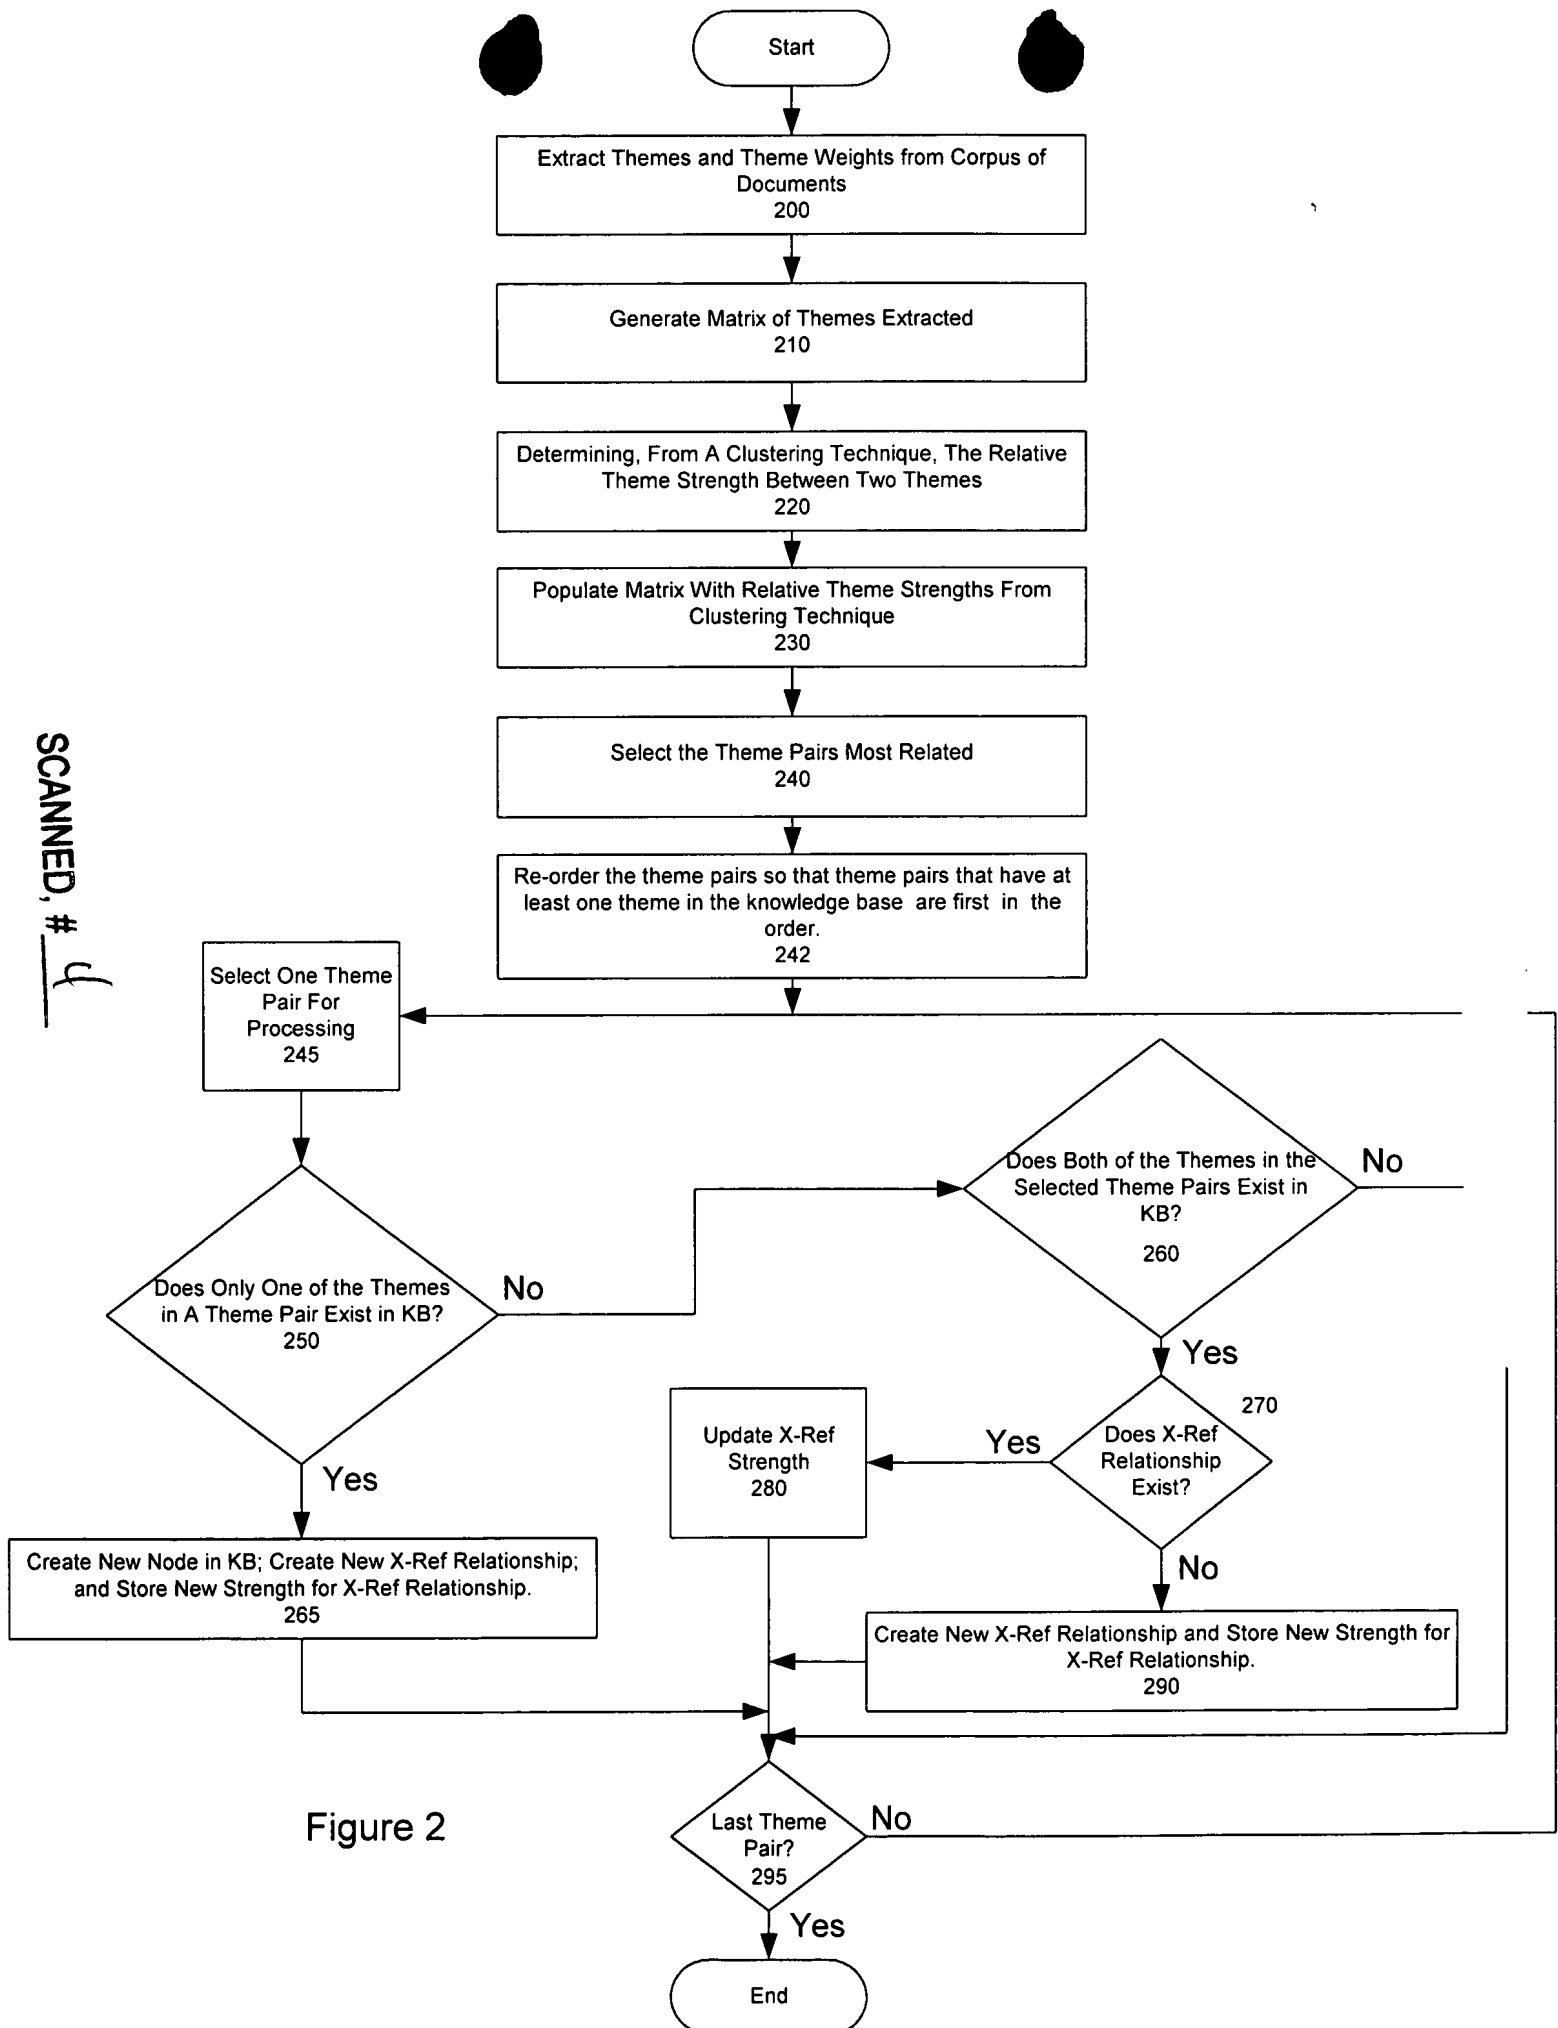 Start
Extract Themes and Theme Weights from Corpus of
Documents
200
Generate Matrix of Themes Extracted
210
Determining, From A Clustering Technique, The Relative
Theme Strength Between Two Themes
220
Populate Matrix With Relative Theme Strengths From
Clustering Technique
230
Select the Theme Pairs Most Related
240
SCANNED, # 4
Re-order the theme pairs so that theme pairs that have at
least one theme in the knowledge base are first in the
order.
242
Select One Theme
Pair For
Processing
245
Does Only One of the Themes
in A Theme Pair Exist in KB?
250
No
Does Both of the Themes in the
Selected Theme Pairs Exist in
KB?
260
No
Yes
270
Does X-Ref
Relationship
Exist?
Yes
Update X-Ref
Strength
280
Yes
Create New Node in KB; Create New X-Ref Relationship;
and Store New Strength for X-Ref Relationship.
265
No
Create New X-Ref Relationship and Store New Strength for
X-Ref Relationship.
290
Last Theme
Pair?
295
No
Yes
End
Figure 2